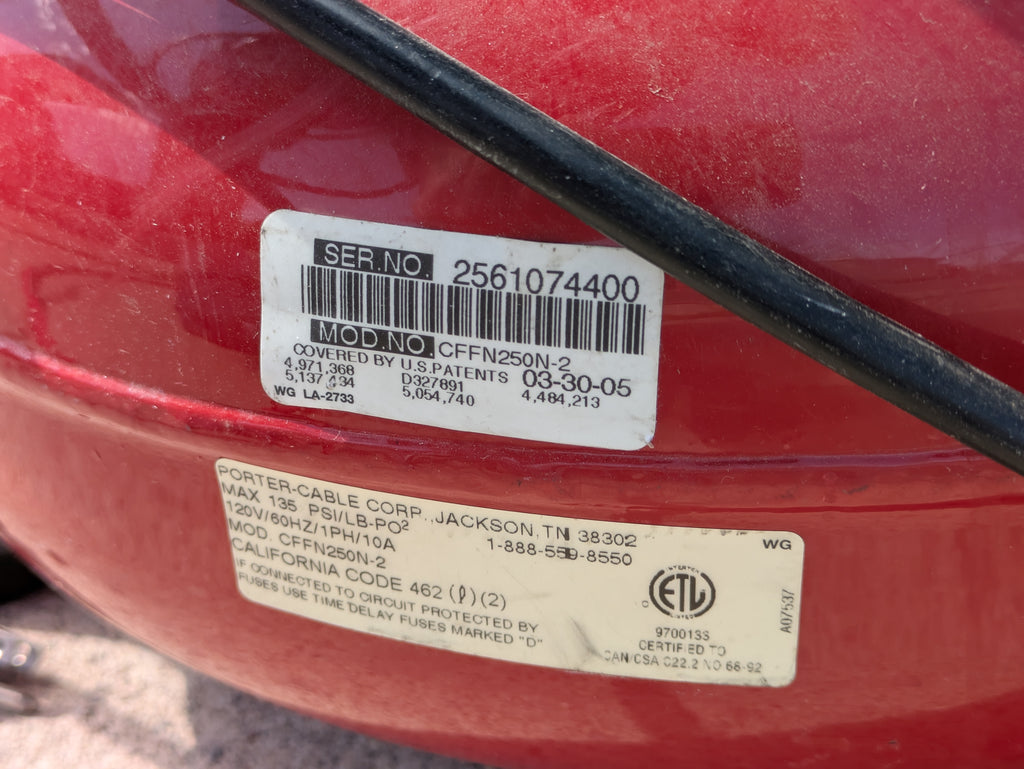 SER.NO. 2561074400
MOD.NO. CFFN250N-2
COVERED BY U.S.PATENTS 03-30-05
4,971,368 D327891 4,484,213
5,137,434 5,054,740
WG LA-2733
PORTER-CABLE CORP., JACKSON, TN 38302 WG
MAX 135 PSI/LB-PO² 1-888-559-8550
120V/60HZ/1PH/10A
MOD. CFFN250N-2
CALIFORNIA CODE 462 (ℓ)(2)
IF CONNECTED TO CIRCUIT PROTECTED BY
FUSES USE TIME DELAY FUSES MARKED "D"
ETL
9700133
CERTIFIED TO
CAN/CSA C22.2 NO 68-92
A07537